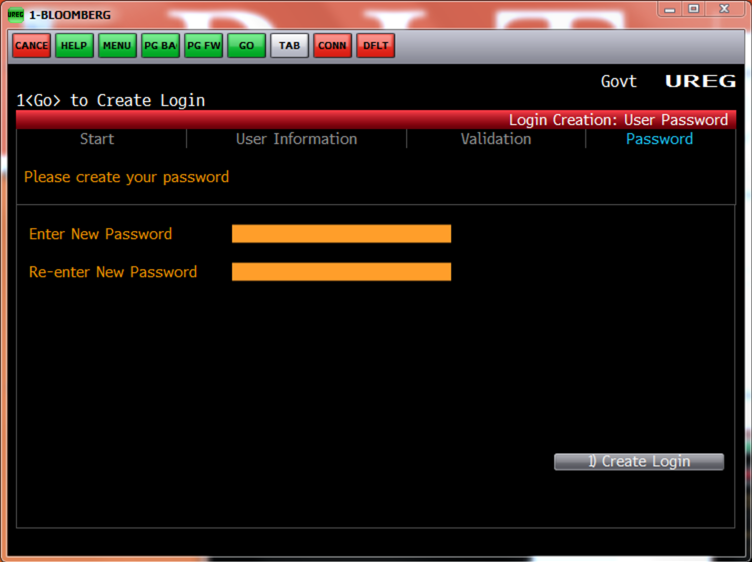 UREG 1-BLOOMBERG
CANCE HELP MENU PG BA PG FW GO TAB CONN DFLT
Govt UREG
1<Go> to Create Login
Login Creation: User Password
Start User Information Validation Password
Please create your password
Enter New Password
Re-enter New Password
1) Create Login